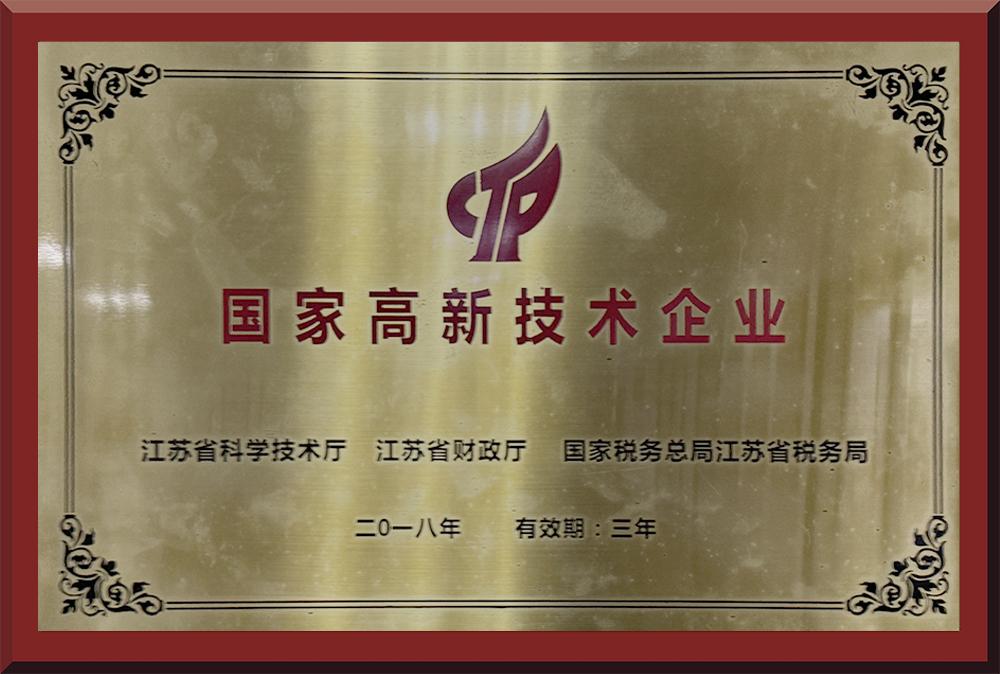 国家高新技术企业
江苏省科学技术厅 江苏省财政厅 国家税务总局江苏省税务局
二0一八年 有效期：三年